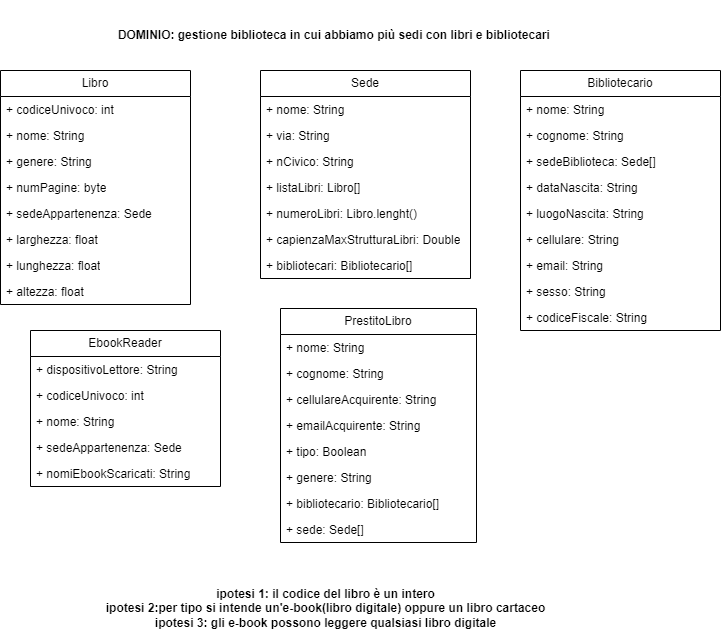 DOMINIO: gestione biblioteca in cui abbiamo più sedi con libri e bibliotecari
Libro
+ codiceUnivoco: int
+ nome: String
+ genere: String
+ numPagine: byte
+ sedeAppartenenza: Sede
+ larghezza: float
+ lunghezza: float
+ altezza: float
Sede
+ nome: String
+ via: String
+ nCivico: String
+ listaLibri: Libro[]
+ numeroLibri: Libro.lenght()
+ capienzaMaxStrutturaLibri: Double
+ bibliotecari: Bibliotecario[]
Bibliotecario
+ nome: String
+ cognome: String
+ sedeBiblioteca: Sede[]
+ dataNascita: String
+ luogoNascita: String
+ cellulare: String
+ email: String
+ sesso: String
+ codiceFiscale: String
EbookReader
+ dispositivoLettore: String
+ codiceUnivoco: int
+ nome: String
+ sedeAppartenenza: Sede
+ nomiEbookScaricati: String
PrestitoLibro
+ nome: String
+ cognome: String
+ cellulareAcquirente: String
+ emailAcquirente: String
+ tipo: Boolean
+ genere: String
+ bibliotecario: Bibliotecario[]
+ sede: Sede[]
ipotesi 1: il codice del libro è un intero
ipotesi 2:per tipo si intende un'e-book(libro digitale) oppure un libro cartaceo
ipotesi 3: gli e-book possono leggere qualsiasi libro digitale